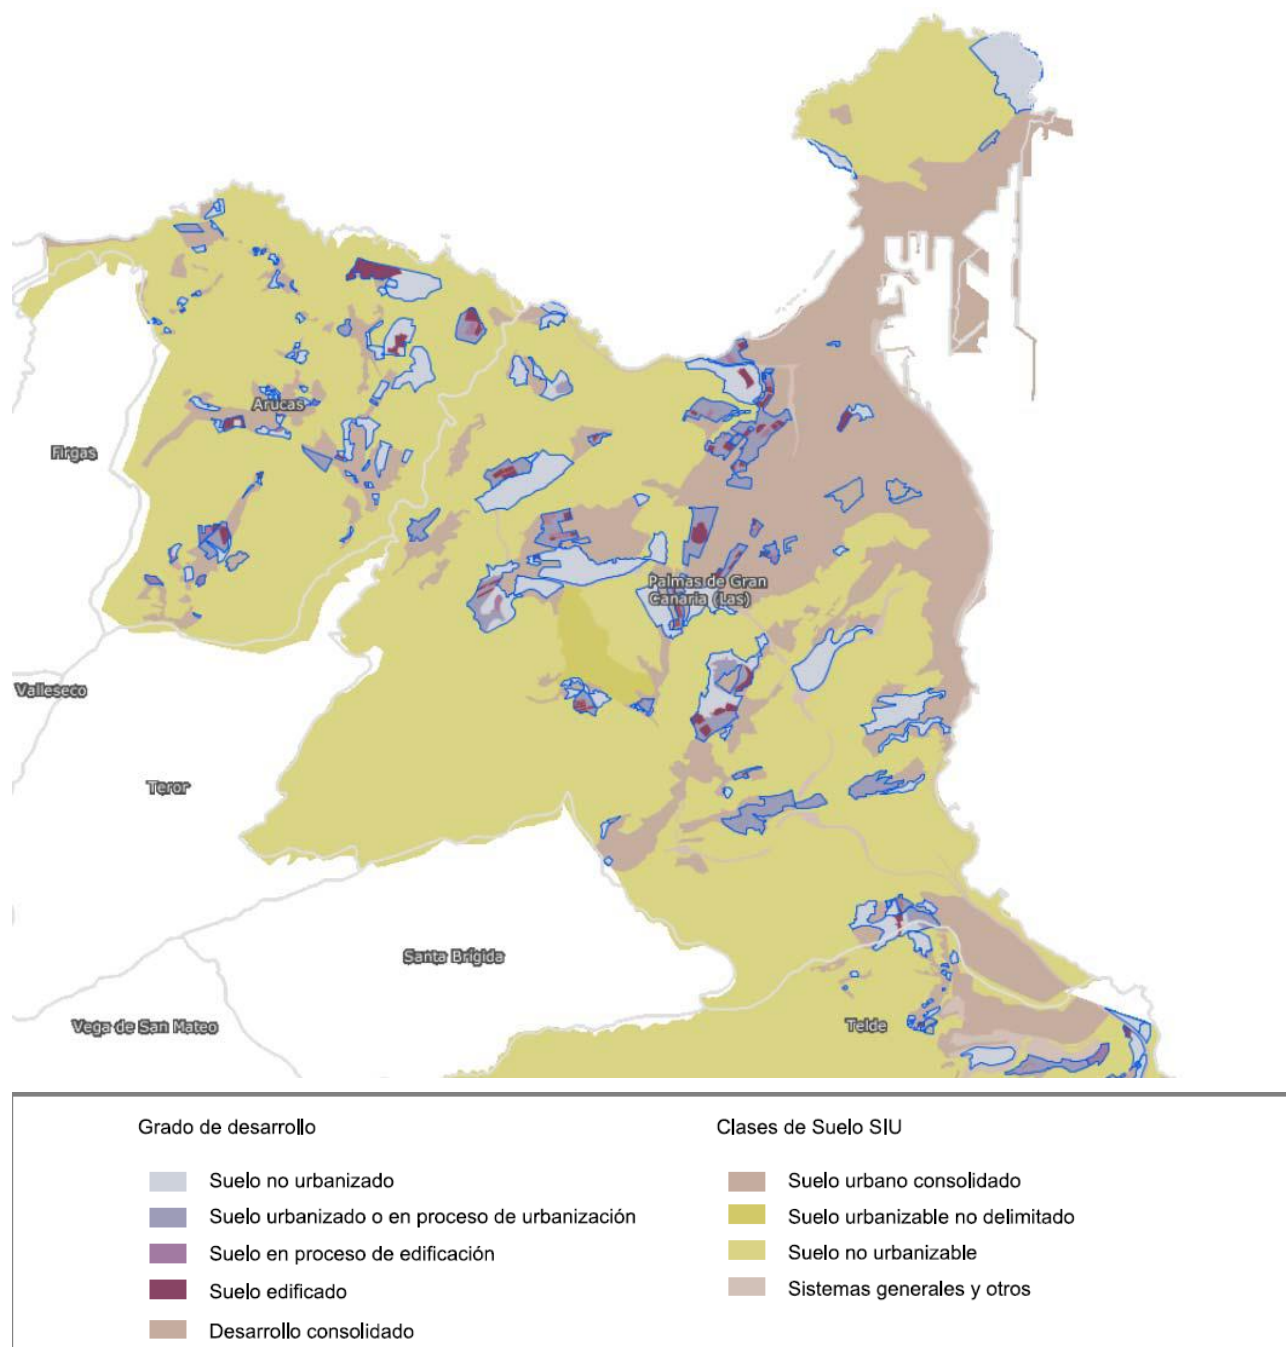 Arucas
Firgas
Palmas de Gran
Canaria (Las)
Valleseco
Teror
Santa Brígida
Vega de San Mateo
Telde
Grado de desarrollo
Suelo no urbanizado
Suelo urbanizado o en proceso de urbanización
Suelo en proceso de edificación
Suelo edificado
Desarrollo consolidado
Clases de Suelo SIU
Suelo urbano consolidado
Suelo urbanizable no delimitado
Suelo no urbanizable
Sistemas generales y otros